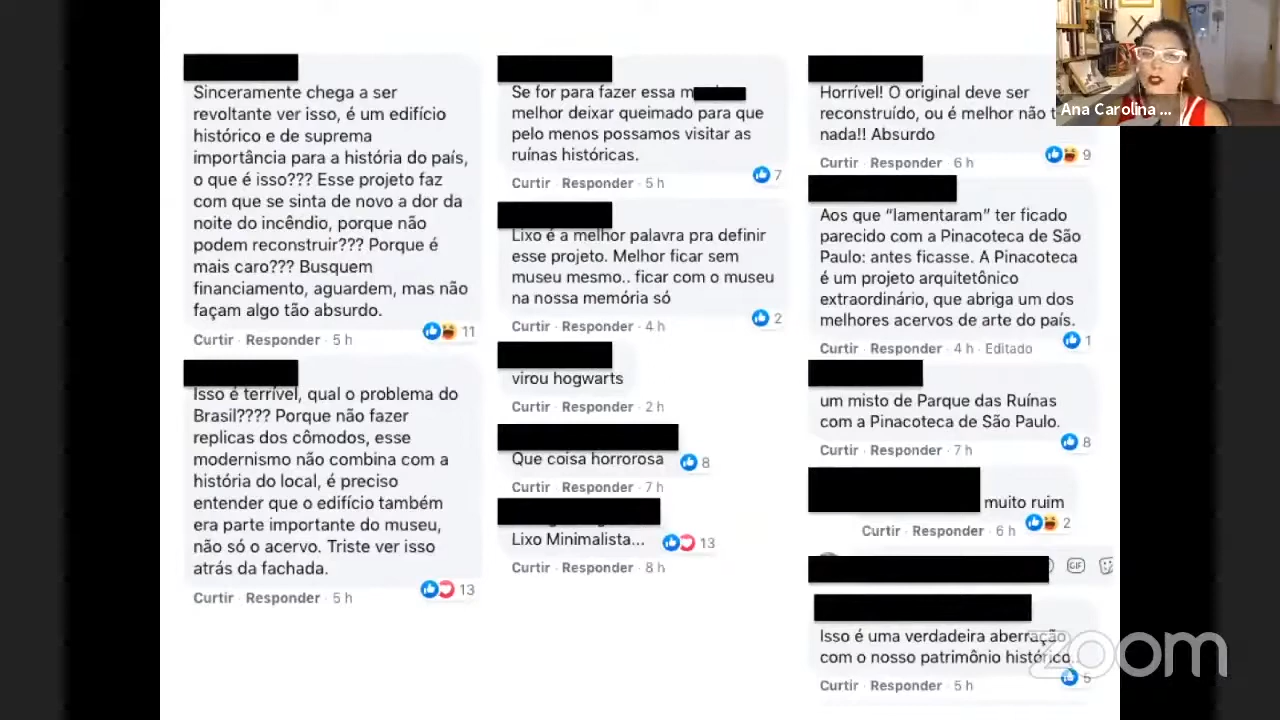 Sinceramente chega a ser
revoltante ver isso, é um edifício
histórico e de suprema
importância para a história do país,
o que é isso??? Esse projeto faz
com que se sinta de novo a dor da
noite do incêndio, porque não
podem reconstruir??? Porque é
mais caro??? Busquem
financiamento, aguardem, mas não
façam algo tão absurdo.
11
Curtir · Responder · 5 h
Isso é terrível, qual o problema do
Brasil???? Porque não fazer
replicas dos cômodos, esse
modernismo não combina com a
história do local, é preciso
entender que o edifício também
era parte importante do museu,
não só o acervo. Triste ver isso
atrás da fachada.
13
Curtir · Responder · 5 h
Se for para fazer essa m
melhor deixar queimado para que
pelo menos possamos visitar as
ruínas históricas.
7
Curtir · Responder · 5 h
Lixo é a melhor palavra pra definir
esse projeto. Melhor ficar sem
museu mesmo.. ficar com o museu
na nossa memória só
2
Curtir · Responder · 4 h
virou hogwarts
Curtir · Responder · 2 h
Que coisa horrorosa
8
Curtir · Responder · 7 h
Lixo Minimalista...
13
Curtir · Responder · 8 h
Horrível! O original deve ser
reconstruído, ou é melhor não t
nada!! Absurdo
9
Curtir · Responder · 6 h
Aos que “lamentaram” ter ficado
parecido com a Pinacoteca de São
Paulo: antes ficasse. A Pinacoteca
é um projeto arquitetônico
extraordinário, que abriga um dos
melhores acervos de arte do país.
1
Curtir · Responder · 4 h · Editado
um misto de Parque das Ruínas
com a Pinacoteca de São Paulo.
8
Curtir · Responder · 7 h
muito ruim
2
Curtir · Responder · 6 h
GIF
Isso é uma verdadeira aberração
com o nosso patrimônio histórico..
5
Curtir · Responder · 5 h
Ana Carolina ...
zoom